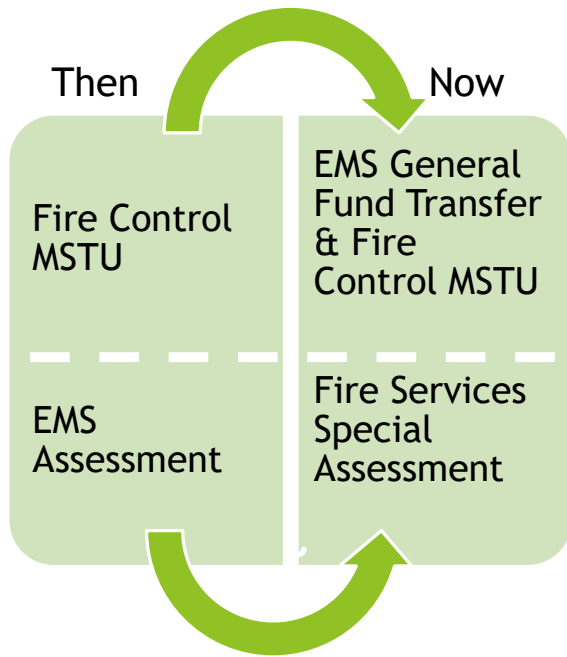 Then
Now
Fire Control
MSTU
EMS General
Fund Transfer
& Fire
Control MSTU
EMS
Assessment
Fire Services
Special
Assessment